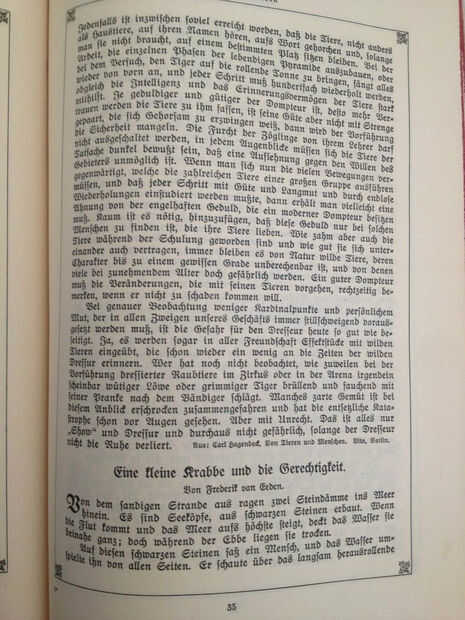 Jedenfalls ist inzwischen soviel erreicht worden, daß die Tiere, nicht anders
als Haustiere, auf ihren Namen hören, aufs Wort gehorchen und, solange
man sie nicht braucht, auf einem bestimmten Platz sitzen bleiben. Bei der
Arbeit, die einzelnen Phasen der lebenden Pyramide auszubauen, oder
bei dem Versuch, den Tiger auf die rollende Tonne zu bringen, fängt alles
wieder von vorn an, und jeder Schritt muß hundertfach wiederholt werden,
obgleich die Intelligenz und das Erinnerungsvermögen der Tiere stark
mithilft. Je geduldiger und gütiger der Dompteur ist, desto mehr Ver-
trauen werden die Tiere zu ihm fassen, ist seine Güte aber nicht mit Strenge
gepaart, die sich Gehorsam zu erzwingen weiß, dann wird der Vorführung
die Sicherheit mangeln. Die Furcht der Zöglinge von ihrem Lehrer darf
nicht ausgeschaltet werden, in jedem Augenblicke müssen sich die Tiere der
Tatsache dunkel bewußt sein, daß eine Auflehnung gegen den Willen des
Gebieters unmöglich ist. Wenn man sich nun die vielen Bewegungen ver-
gegenwärtigt, welche die zahlreichen Tiere einer großen Gruppe ausführen
müssen, und daß jeder Schritt mit Güte und Langmut und durch endlose
Wiederholungen einstudiert werden mußte, dann erhält man vielleicht eine
Ahnung von der engelhaften Geduld, die ein moderner Dompteur besitzen
muß. Kaum ist es nötig, hinzuzufügen, daß diese Geduld nur bei solchen
Menschen zu finden ist, die ihre Tiere lieben. Wie zahm aber auch die
Tiere während der Schulung geworden sind und wie gut sie sich unter-
einander auch vertragen, immer bleiben es von Natur wilde Tiere, deren
Charakter bis zu einem gewissen Grade unberechenbar ist, und von denen
viele bei zunehmendem Alter doch gefährlich werden. Ein guter Dompteur
muß die Veränderungen, die mit seinen Tieren vorgehen, rechtzeitig be-
merken, wenn er nicht zu schaden kommen will.
Bei genauer Beobachtung weniger Kardinalpunkte und persönlichem
Mut, der in allen Zweigen unseres Geschäfts immer stillschweigend voraus-
gesetzt werden muß, ist die Gefahr für den Dresseur heute so gut wie be-
seitigt. Ja, es werden sogar in aller Freundschaft Effektstücke mit wilden
Tieren eingeübt, die schon wieder ein wenig an die Zeiten der wilden
Dressur erinnern. Wer hat noch nicht beobachtet, wie zuweilen bei der
Vorführung dressierter Raubtiere im Zirkus oder in der Arena irgendein
scheinbar wütiger Löwe oder grimmiger Tiger brüllend und fauchend mit
seiner Pranke nach dem Bändiger schlägt. Manches zarte Gemüt ist bei
diesem Anblick erschrocken zusammengefahren und hat die entsetzliche Kata-
strophe schon vor Augen gesehen. Aber mit Unrecht. Das ist alles nur
„Show“ und Dressur und durchaus nicht gefährlich, solange der Dresseur
nicht die Ruhe verliert. Aus: Carl Hagenbeck. Von Tieren und Menschen. Vita, Berlin.
Eine kleine Krabbe und die Gerechtigkeit.
Von Frederik van Eeden.
Von dem sandigen Strande aus ragen zwei Steindämme ins Meer
hinein. Es sind Seeköpfe, aus schwarzen Steinen erbaut. Wenn
die Flut kommt und das Meer aufs höchste steigt, deckt das Wasser sie
beinahe ganz; doch während der Ebbe liegen sie trocken.
Auf diesen schwarzen Steinen saß ein Mensch, und das Wasser um-
spielte ihn von allen Seiten. Er schaute über das langsam heraufrollende
35